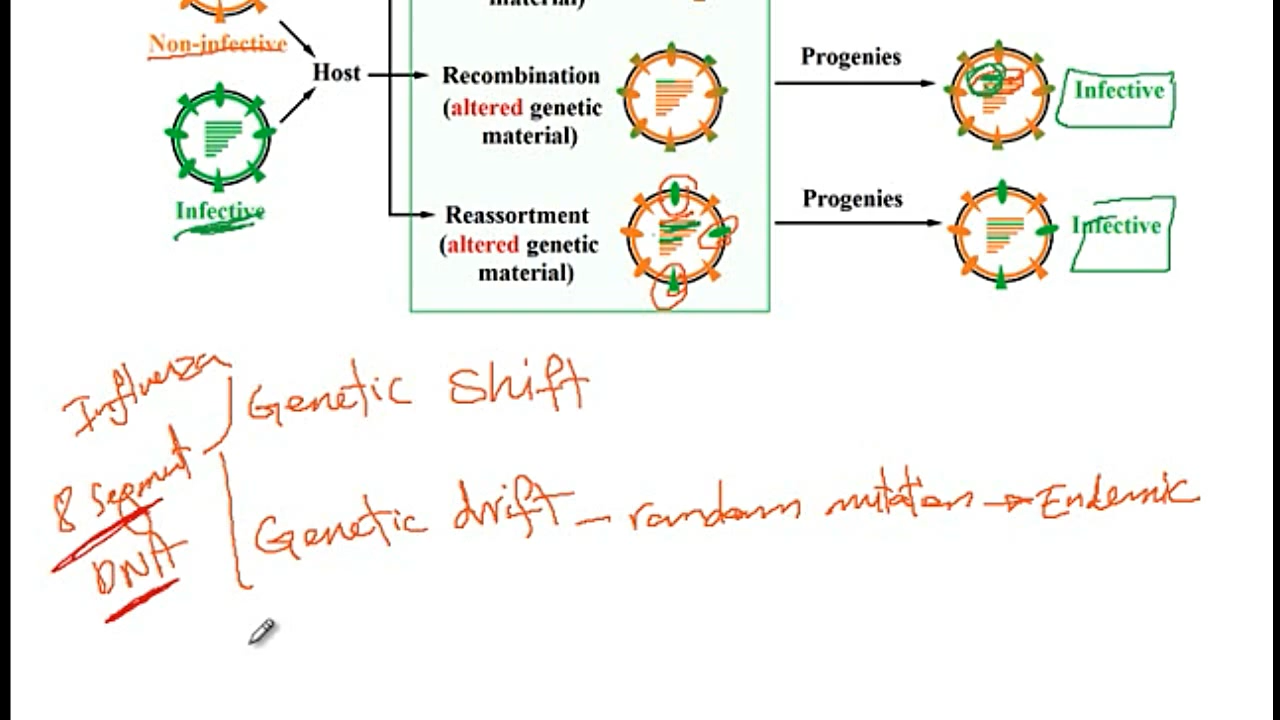 material)
Non-infective
Host
Infective
Recombination
(altered genetic
material)
Progenies
Infective
Reassortment
(altered genetic
material)
Progenies
Infective
Influenza
8 Segment
DNA
Genetic Shift
Genetic drift - random mutation → Endemic